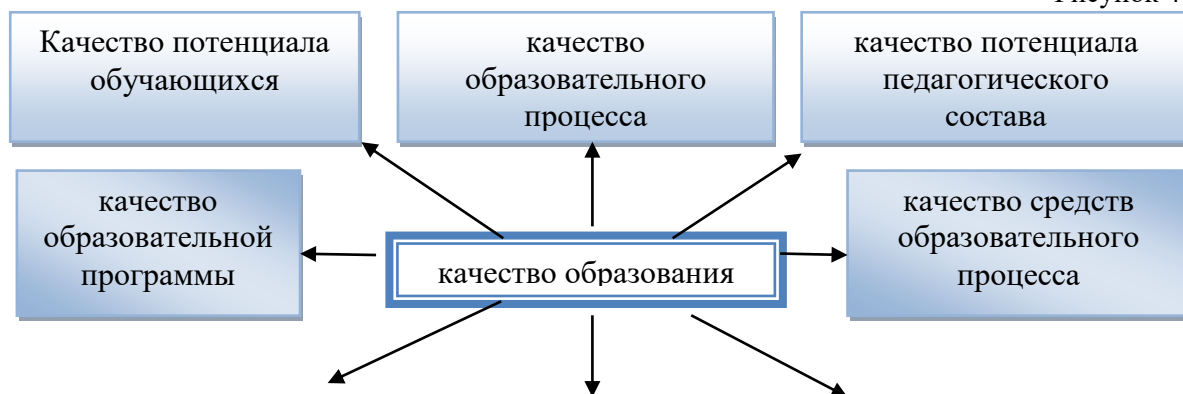 Рисунок
Качество потенциала
обучающихся
качество
образовательного
процесса
качество потенциала
педагогического
состава
качество
образовательной
программы
качество образования
качество средств
образовательного
процесса